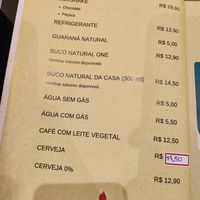 MILKSHAKE R$ 29,90
• Chocolate
• Paçoca
REFRIGERANTE R$ 12,90
GUARANÁ NATURAL R$ 5,00
SUCO NATURAL ONE R$ 12,90
Verificar sabores disponíveis
SUCO NATURAL DA CASA (300 ml) R$ 14,50
Verificar sabores disponíveis
ÁGUA SEM GÁS R$ 5,00
ÁGUA COM GÁS R$ 5,50
CAFÉ COM LEITE VEGETAL R$ 12,50
CERVEJA R$
CERVEJA 0% R$ 12,90